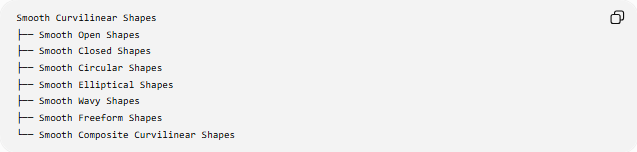 Smooth Curvilinear Shapes
├── Smooth Open Shapes
├── Smooth Closed Shapes
├── Smooth Circular Shapes
├── Smooth Elliptical Shapes
├── Smooth Wavy Shapes
├── Smooth Freeform Shapes
└── Smooth Composite Curvilinear Shapes